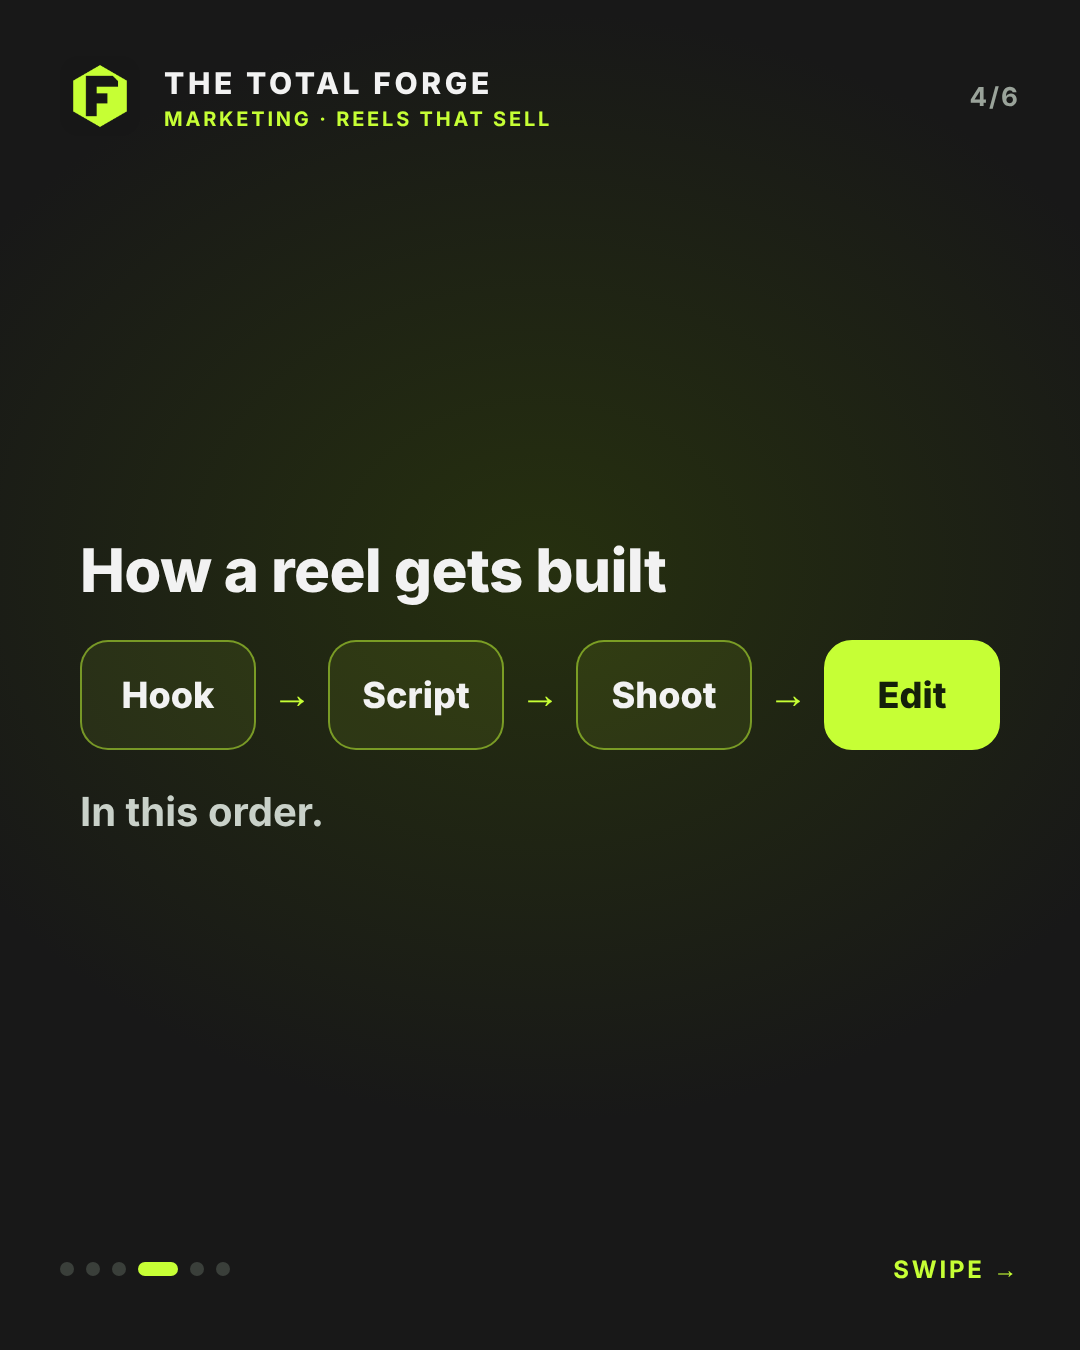 THE TOTAL FORGE
MARKETING · REELS THAT SELL
4/6
How a reel gets built
Hook → Script → Shoot → Edit
In this order.
SWIPE →